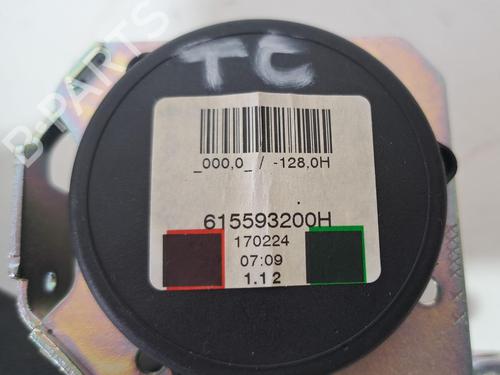 TC
_000,0_ / -128,0H
615593200H
170224
07:09
1.12
B-PARTS